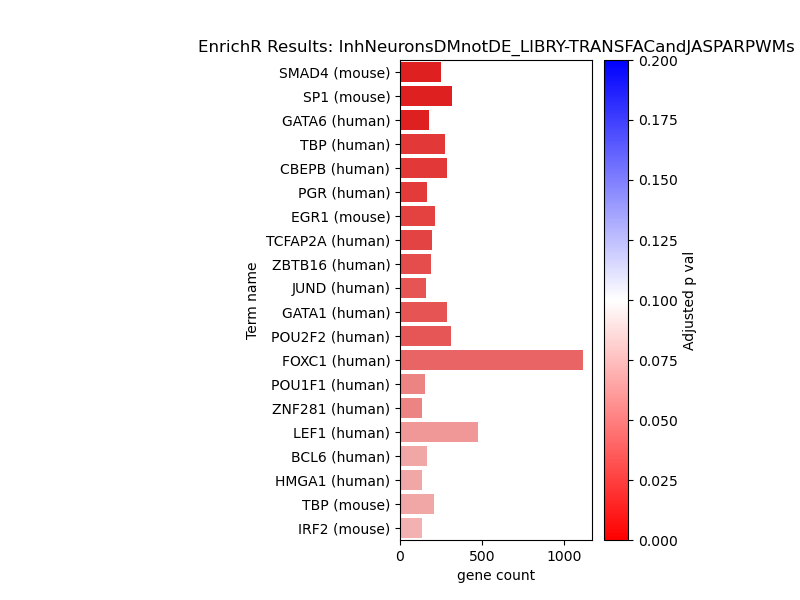 EnrichR Results: InhNeuronsDMnotDE_LIBRY-TRANSFACandJASPARPWMs
SMAD4 (mouse)
SP1 (mouse)
GATA6 (human)
TBP (human)
CBEPB (human)
PGR (human)
EGR1 (mouse)
TCFAP2A (human)
ZBTB16 (human)
JUND (human)
GATA1 (human)
POU2F2 (human)
FOXC1 (human)
POU1F1 (human)
ZNF281 (human)
LEF1 (human)
BCL6 (human)
HMGA1 (human)
TBP (mouse)
IRF2 (mouse)
Term name
0
500
1000
gene count
0.200
0.175
0.150
0.125
0.100
0.075
0.050
0.025
0.000
Adjusted p val